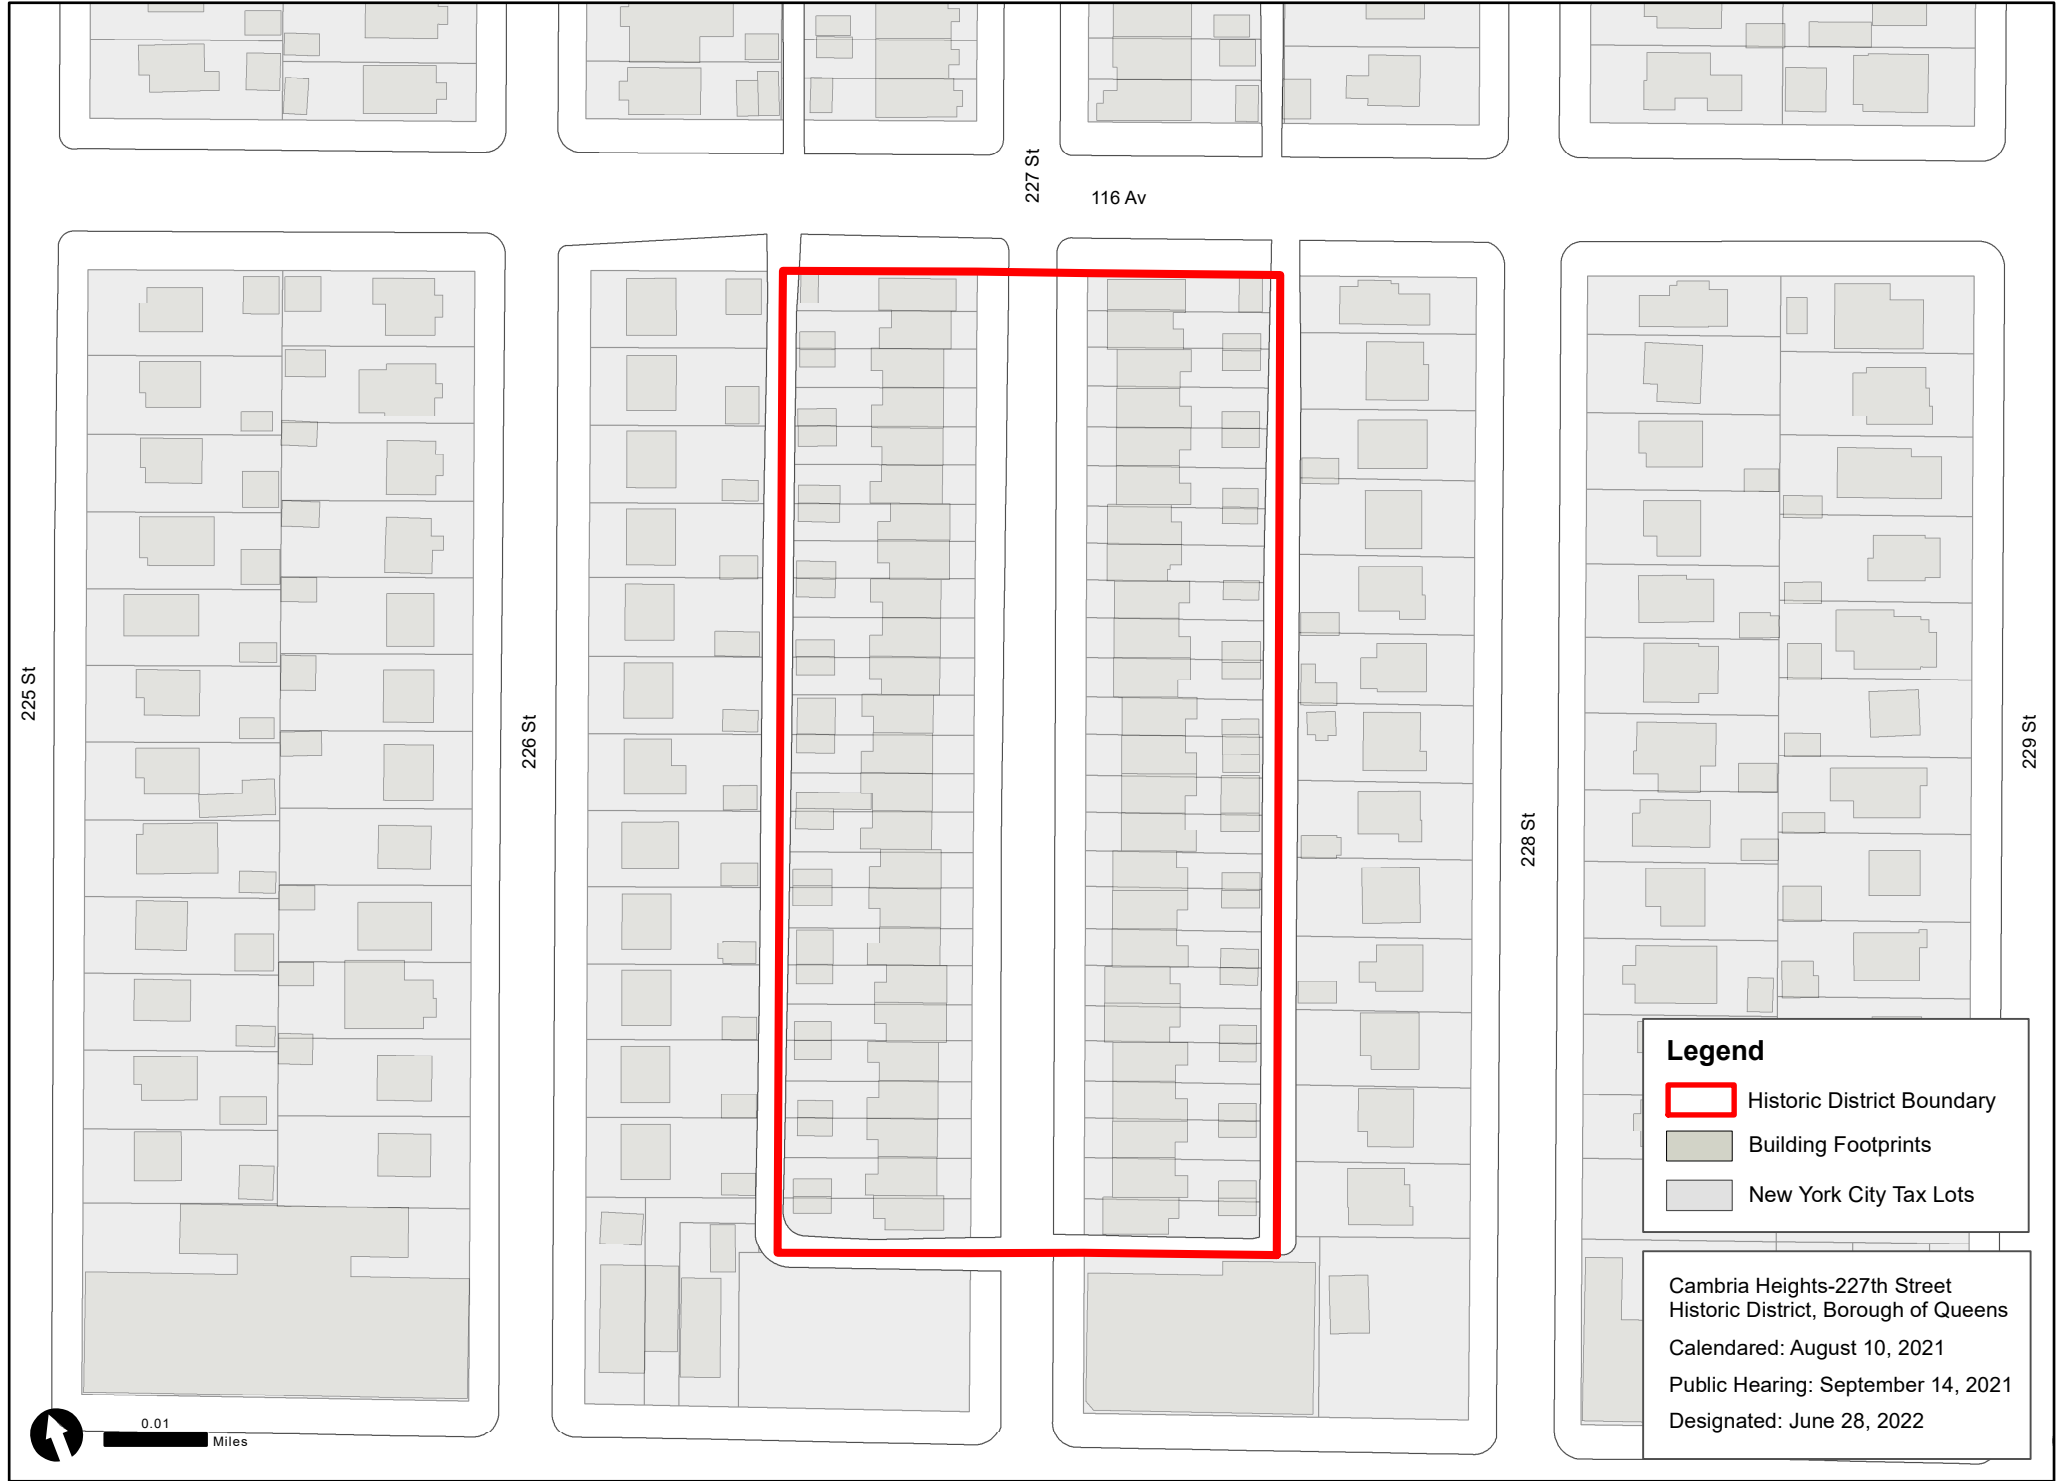 227 St
116 Av
225 St
226 St
228 St
229 St
Legend
Historic District Boundary
Building Footprints
New York City Tax Lots
Cambria Heights-227th Street
Historic District, Borough of Queens
Calendared: August 10, 2021
Public Hearing: September 14, 2021
Designated: June 28, 2022
0.01
Miles